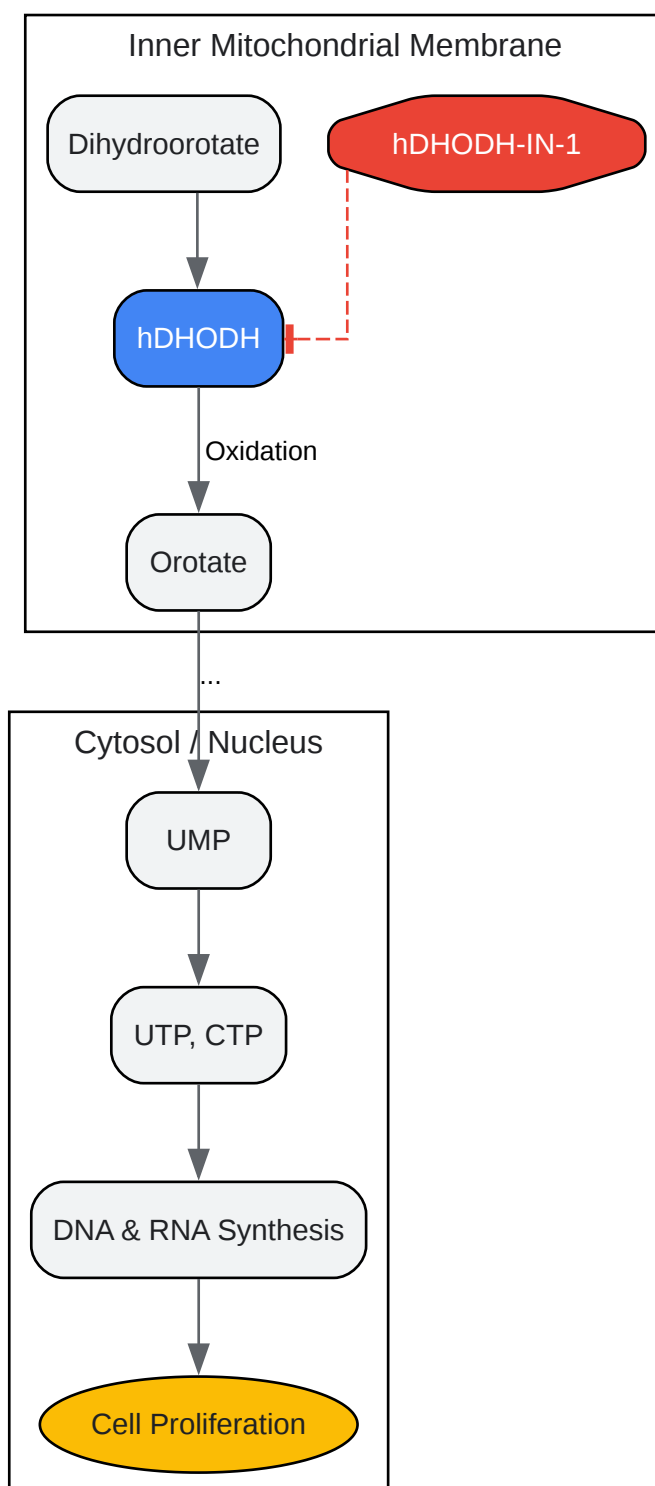 Inner Mitochondrial Membrane
Dihydroorotate
hDHODH-IN-1
hDHODH
Oxidation
Orotate
...
Cytosol / Nucleus
UMP
UTP, CTP
DNA & RNA Synthesis
Cell Proliferation